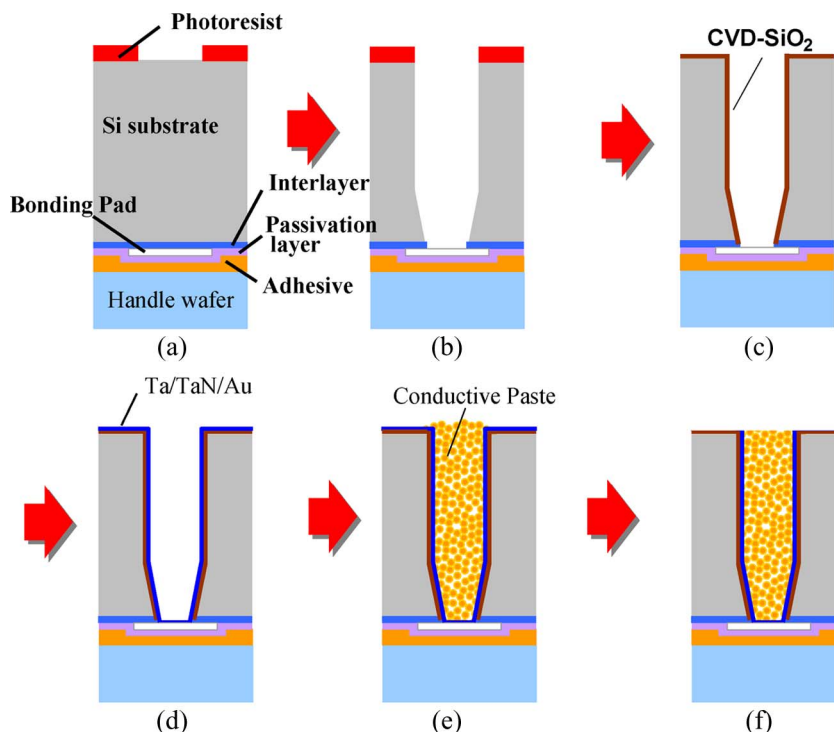 Photoresist
Si substrate
Interlayer
Bonding Pad
Passivation
layer
Adhesive
Handle wafer
(a)
(b)
CVD-SiO2
(c)
Ta/TaN/Au
(d)
Conductive Paste
(e)
(f)